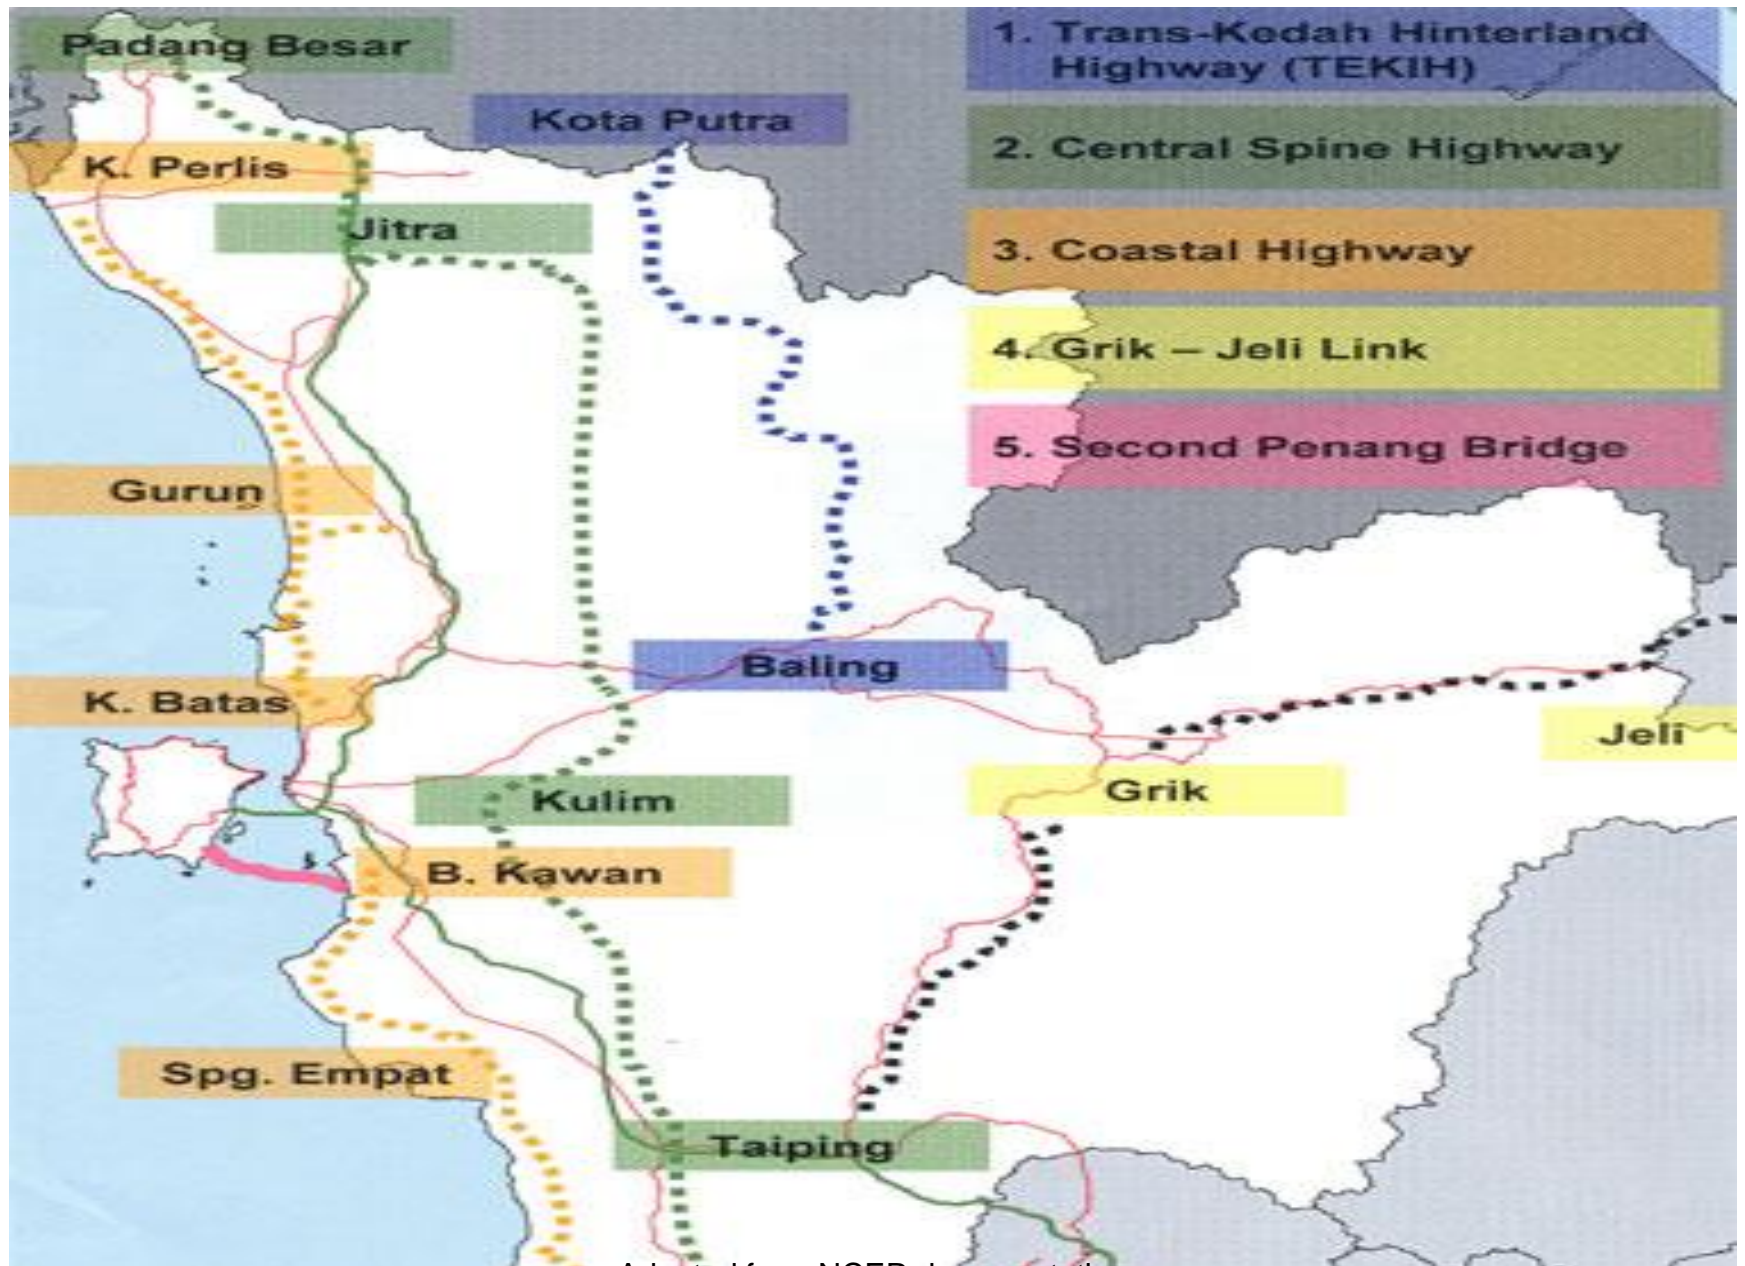 Padang Besar
1. Trans-Kedah Hinterland
Highway (TEKIH)
Kota Putra
2. Central Spine Highway
K. Perlis
Jitra
3. Coastal Highway
4. Grik – Jeli Link
5. Second Penang Bridge
Gurun
Baling
K. Batas
Jeli
Kulim
Grik
B. Kawan
Spg. Empat
Taiping